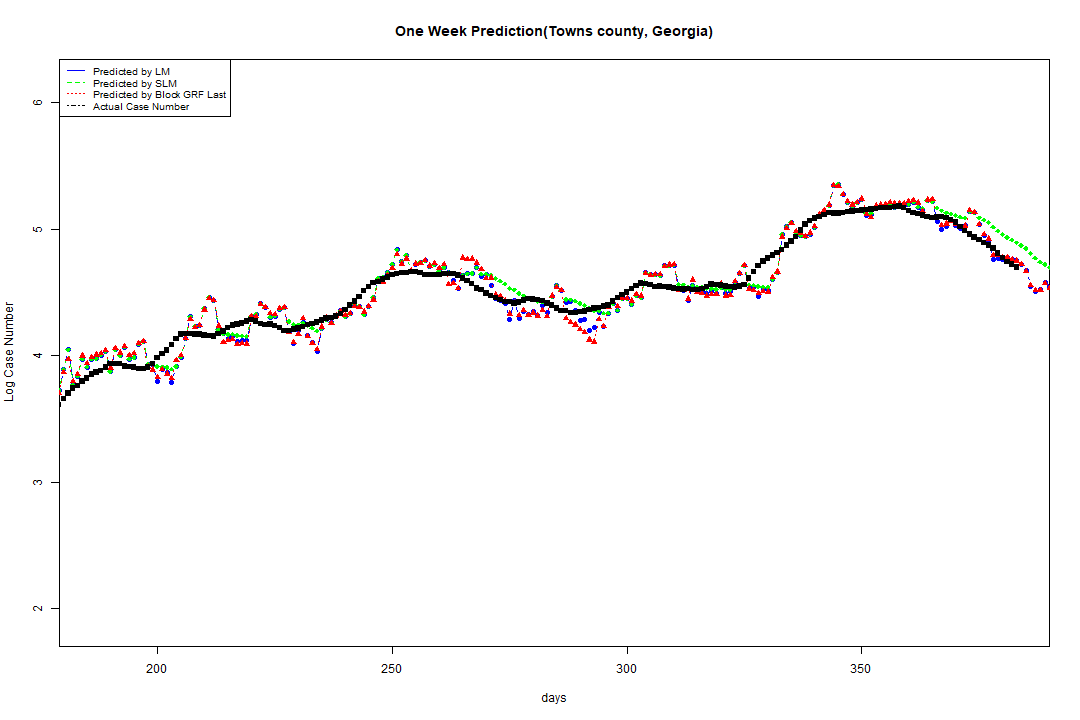 One Week Prediction(Towns county, Georgia)
Predicted by LM
Predicted by SLM
Predicted by Block GRF Last
Actual Case Number
6
5
4
3
2
Log Case Number
200
250
300
350
days